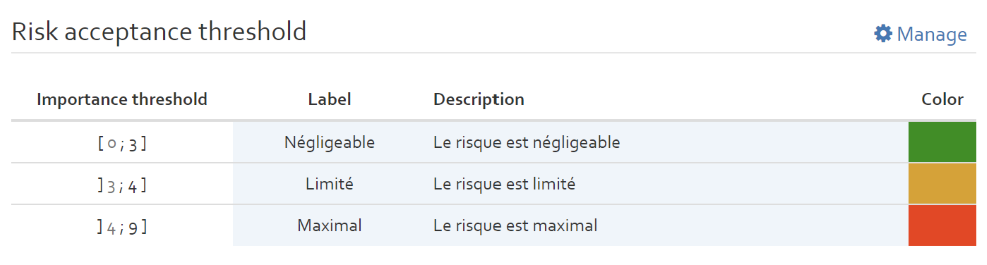 Risk acceptance threshold
Manage
Importance threshold Label Description Color
[0;3] Négligeable Le risque est négligeable
]3;4] Limité Le risque est limité
]4;9] Maximal Le risque est maximal